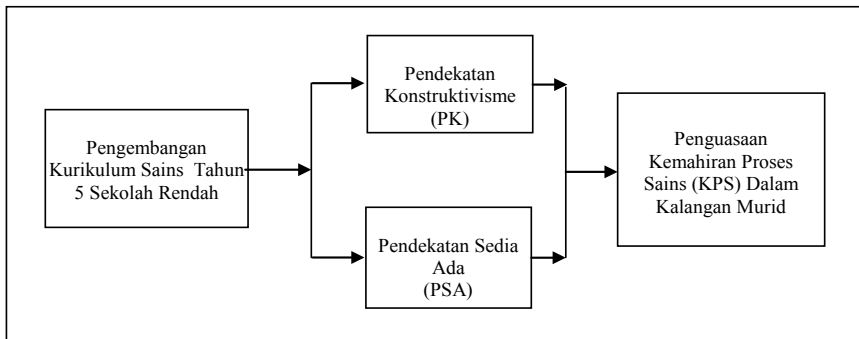 Pengembangan
Kurikulum Sains Tahun
5 Sekolah Rendah
Pendekatan
Konstruktivisme
(PK)
Pendekatan Sedia
Ada
(PSA)
Penguasaan
Kemahiran Proses
Sains (KPS) Dalam
Kalangan Murid